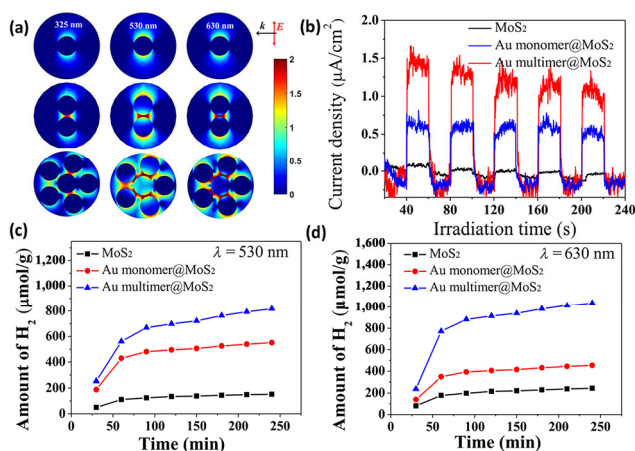 (a)
325 nm
530 nm
630 nm
k
E
2
1.5
1
0.5
0
(b)
Current density (μA/cm²)
2.0
1.5
1.0
0.5
0.0
MoS₂
Au monomer@MoS₂
Au multimer@MoS₂
40 80 120 160 200 240
Irradiation time (s)
(c)
Amount of H₂ (μmol/g)
1,200
1,000
800
600
400
200
0
MoS₂
Au monomer@MoS₂
Au multimer@MoS₂
λ = 530 nm
0 50 100 150 200 250
Time (min)
(d)
Amount of H₂ (μmol/g)
1,600
1,400
1,200
1,000
800
600
400
200
0
MoS₂
Au monomer@MoS₂
Au multimer@MoS₂
λ = 630 nm
0 50 100 150 200 250
Time (min)